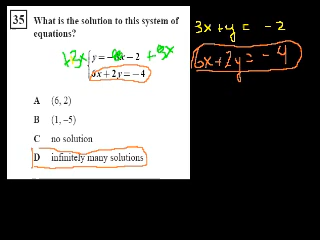 35 What is the solution to this system of
equations?
+3x y = -3x - 2 +3x
6x + 2y = -4
A (6, 2)
B (1, -5)
C no solution
D infinitely many solutions
3x + y = -2
6x + 2y = -4